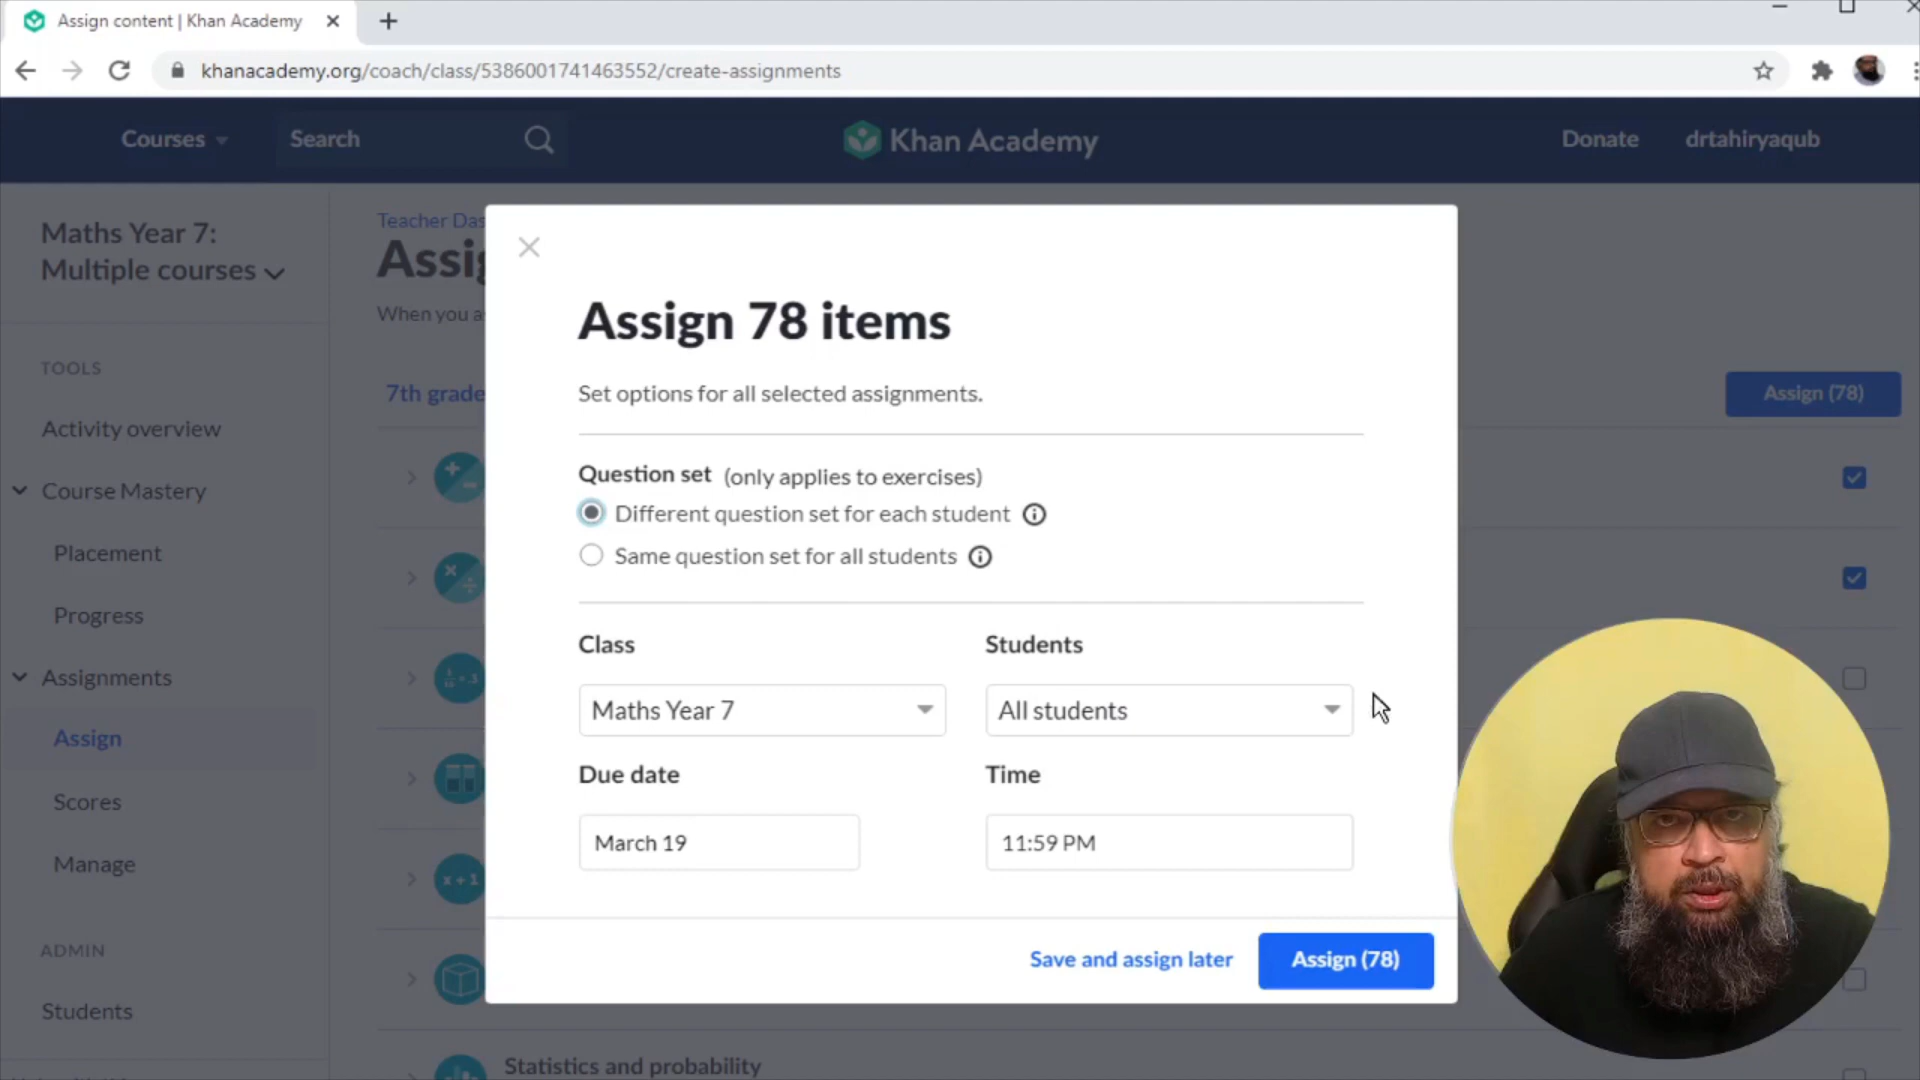 Assign content | Khan Academy
khanacademy.org/coach/class/5386001741463552/create-assignments
Courses
Search
Khan Academy
Donate
drtahiryaqub
Maths Year 7:
Multiple courses
TOOLS
Activity overview
Course Mastery
Placement
Progress
Assignments
Assign
Scores
Manage
ADMIN
Students
Teacher Das
Assig
When you a
7th grade
Assign (78)
Assign 78 items
Set options for all selected assignments.
Question set (only applies to exercises)
Different question set for each student
Same question set for all students
Class
Students
Maths Year 7
All students
Due date
Time
March 19
11:59 PM
Save and assign later
Assign (78)
x + 1
Statistics and probability